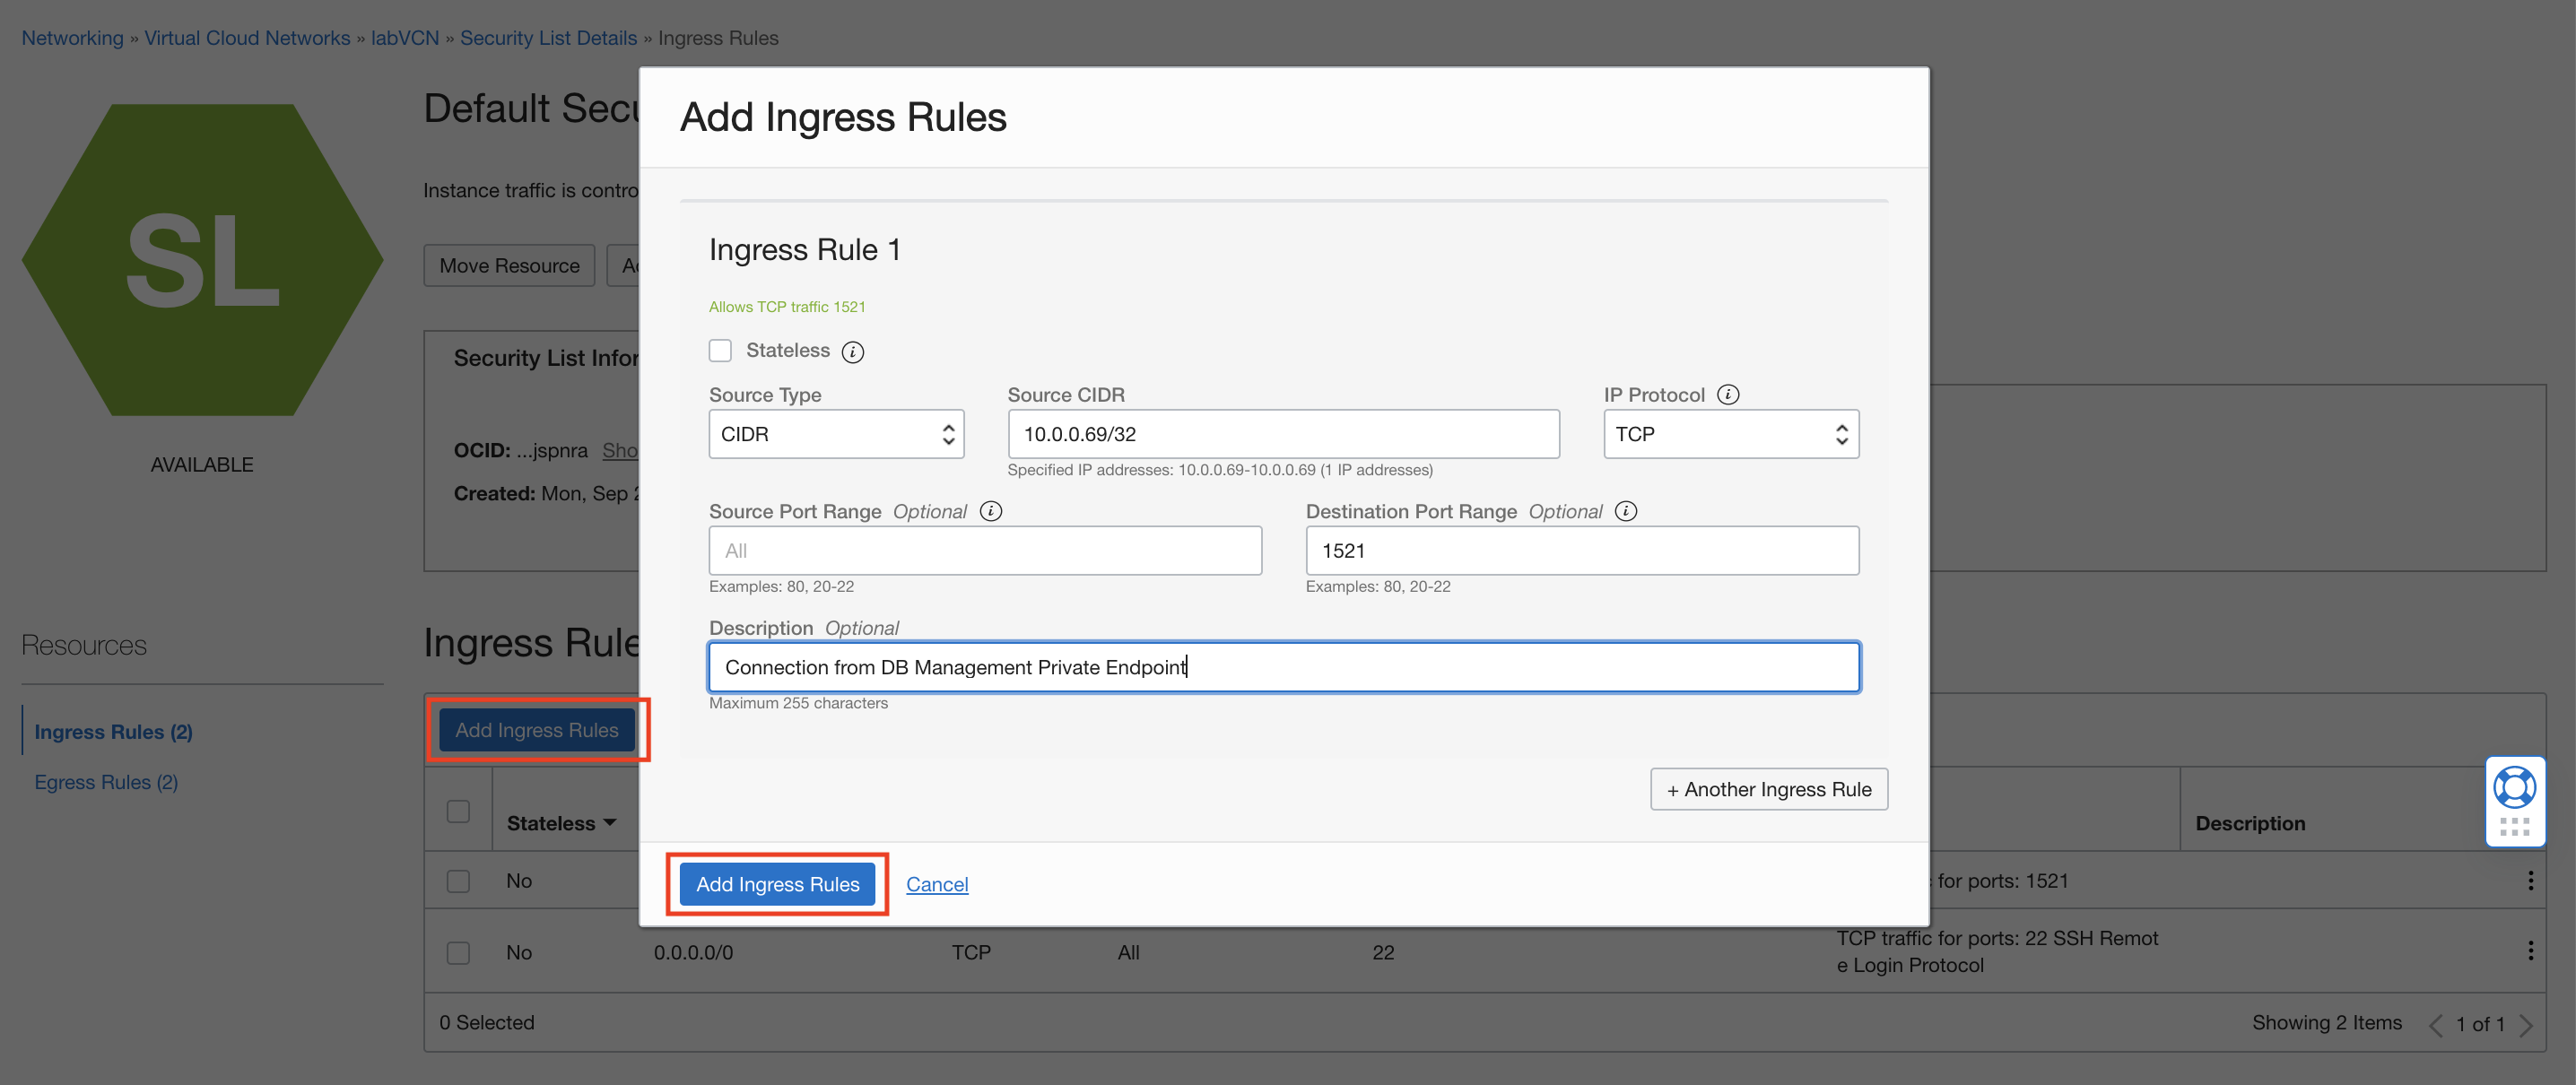 Networking » Virtual Cloud Networks » labVCN » Security List Details » Ingress Rules
SL
AVAILABLE
Default Secu
Instance traffic is contro
Move Resource
Security List Infor
OCID: ...jspnra Sho
Created: Mon, Sep 2
Resources
Ingress Rules (2)
Egress Rules (2)
Ingress Rule
Add Ingress Rules
Stateless
Description
No
for ports: 1521
No 0.0.0.0/0 TCP All 22 TCP traffic for ports: 22 SSH Remot
e Login Protocol
0 Selected
Showing 2 Items 1 of 1
Add Ingress Rules
Ingress Rule 1
Allows TCP traffic 1521
Stateless
Source Type Source CIDR IP Protocol
CIDR 10.0.0.69/32 TCP
Specified IP addresses: 10.0.0.69-10.0.0.69 (1 IP addresses)
Source Port Range Optional Destination Port Range Optional
All 1521
Examples: 80, 20-22 Examples: 80, 20-22
Description Optional
Connection from DB Management Private Endpoint
Maximum 255 characters
+ Another Ingress Rule
Add Ingress Rules Cancel